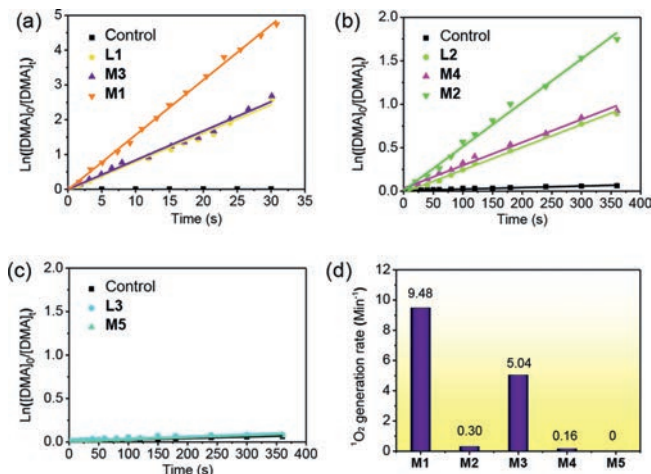 (a)
Control
L1
M3
M1
Ln([DMA]₀/[DMA]ₜ)
5
4
3
2
1
0
0 5 10 15 20 25 30 35
Time (s)
(b)
Control
L2
M4
M2
Ln([DMA]₀/[DMA]ₜ)
2.0
1.5
1.0
0.5
0.0
0 50 100 150 200 250 300 350 400
Time (s)
(c)
Control
L3
M5
Ln([DMA]₀/[DMA]ₜ)
2.0
1.5
1.0
0.5
0.0
0 50 100 150 200 250 300 350 400
Time (s)
(d)
¹O₂ generation rate (Min⁻¹)
12
10
8
6
4
2
0
9.48
0.30
5.04
0.16
0
M1 M2 M3 M4 M5